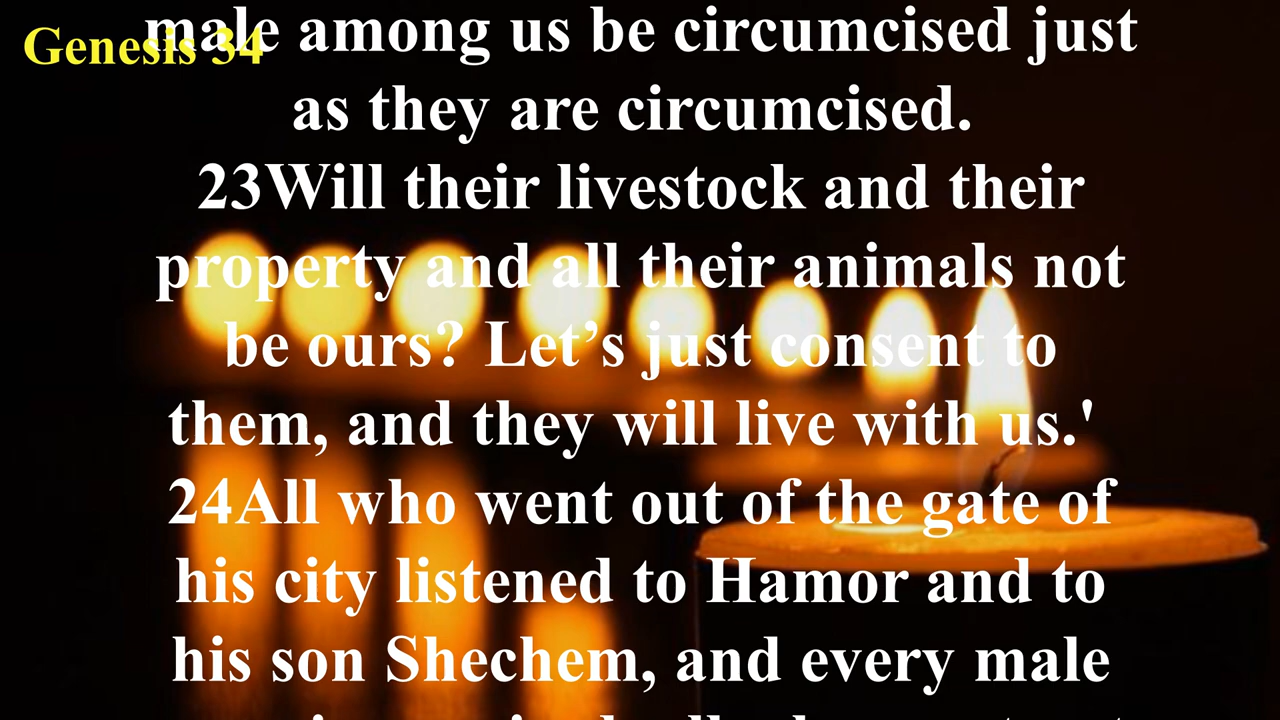 Genesis 34
male among us be circumcised just
as they are circumcised.
23Will their livestock and their
property and all their animals not
be ours? Let’s just consent to
them, and they will live with us.'
24All who went out of the gate of
his city listened to Hamor and to
his son Shechem, and every male